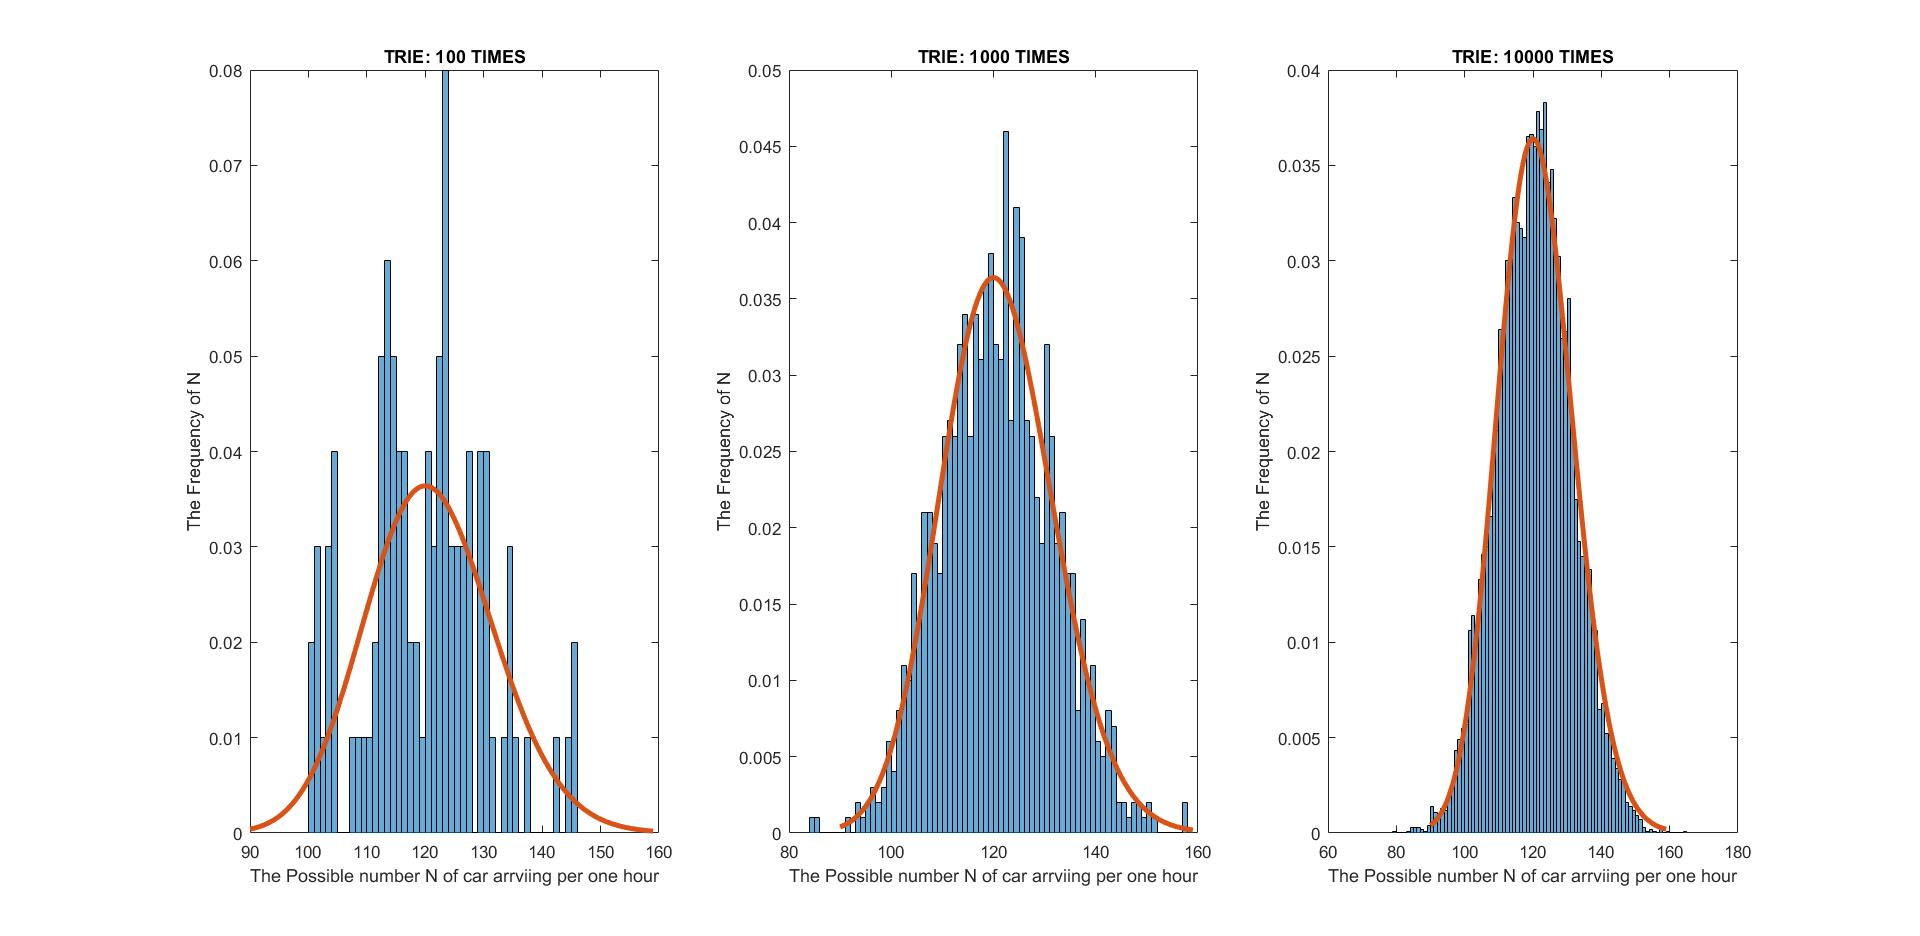 TRIE: 100 TIMES
0.08
0.07
0.06
0.05
0.04
0.03
0.02
0.01
0
The Frequency of N
90 100 110 120 130 140 150 160
The Possible number N of car arrviing per one hour
TRIE: 1000 TIMES
0.05
0.045
0.04
0.035
0.03
0.025
0.02
0.015
0.01
0.005
0
The Frequency of N
80 100 120 140 160
The Possible number N of car arrviing per one hour
TRIE: 10000 TIMES
0.04
0.035
0.03
0.025
0.02
0.015
0.01
0.005
0
The Frequency of N
60 80 100 120 140 160 180
The Possible number N of car arrviing per one hour